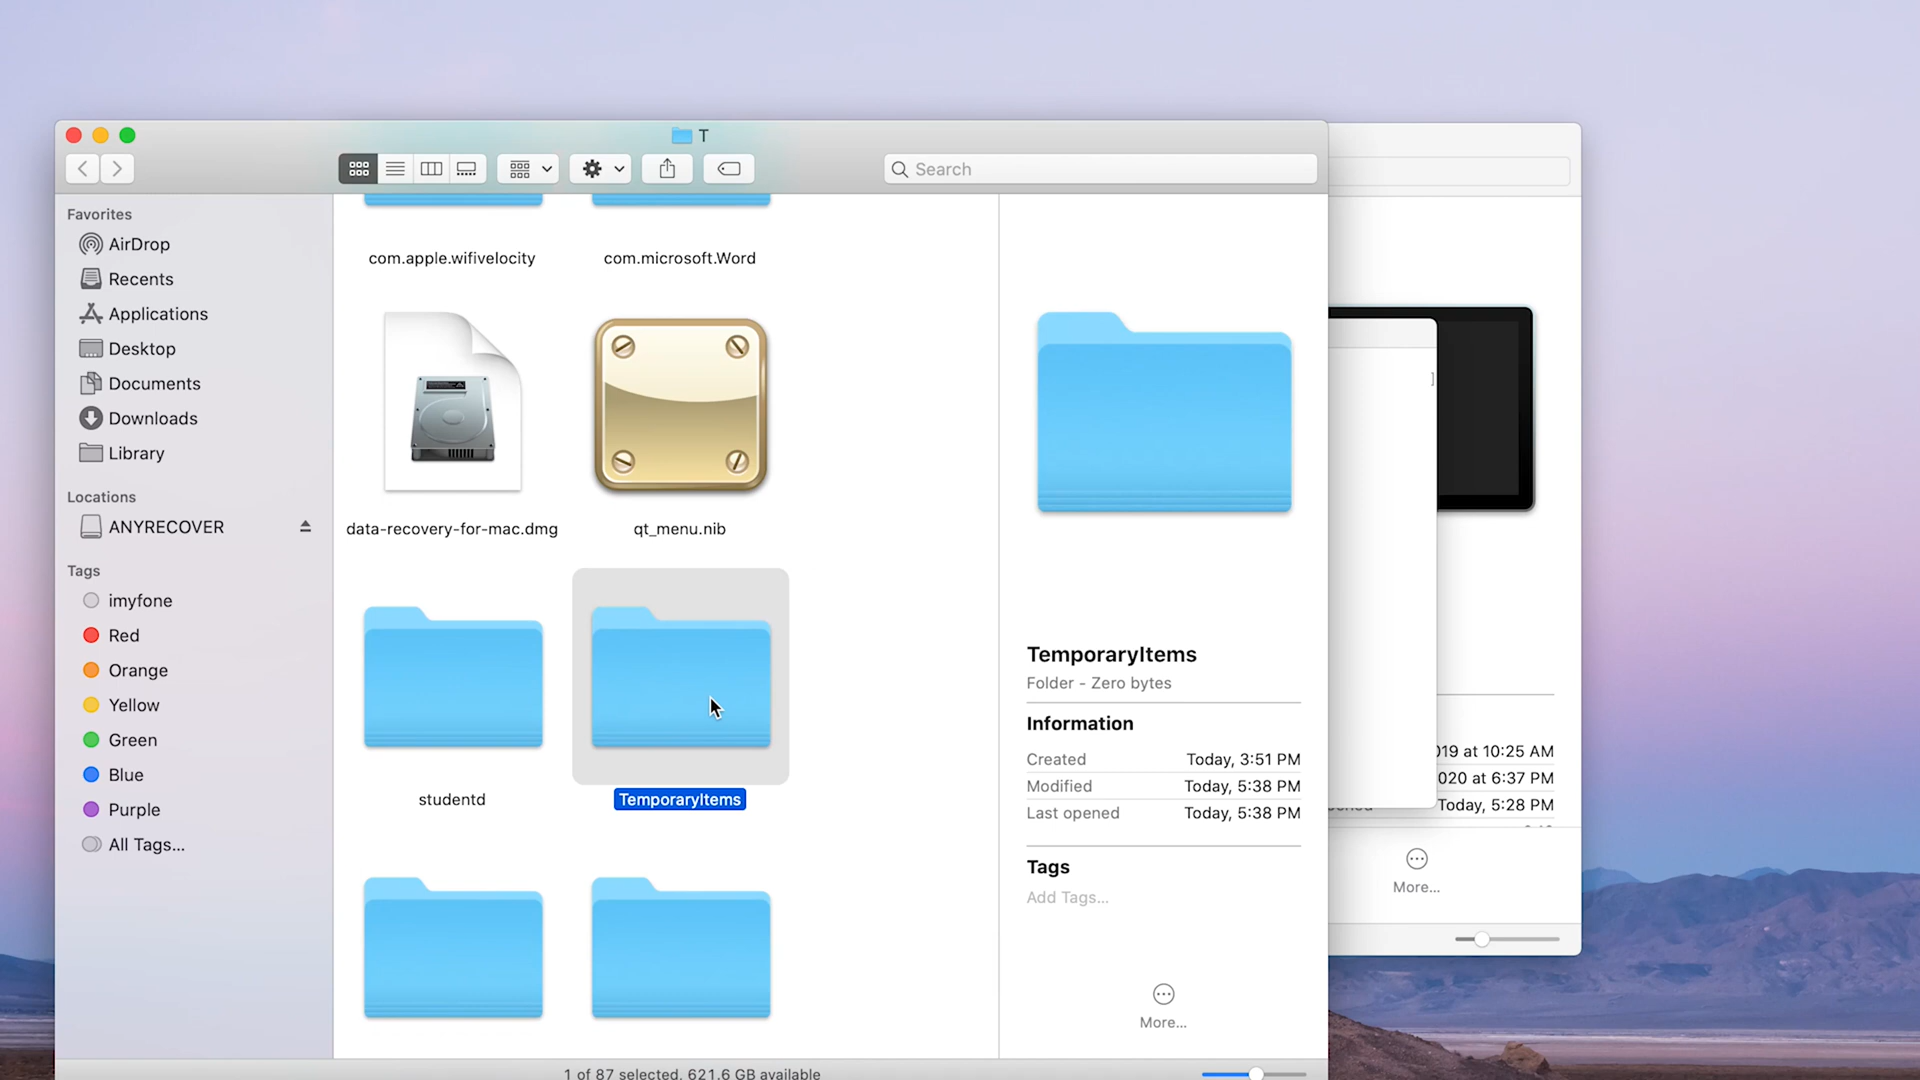 T
Search
Favorites
AirDrop
Recents
Applications
Desktop
Documents
Downloads
Library
Locations
ANYRECOVER
Tags
imyfone
Red
Orange
Yellow
Green
Blue
Purple
All Tags...
com.apple.wifivelocity
com.microsoft.Word
data-recovery-for-mac.dmg
qt_menu.nib
studentd
TemporaryItems
TemporaryItems
Folder - Zero bytes
Information
Created Today, 3:51 PM
Modified Today, 5:38 PM
Last opened Today, 5:38 PM
Tags
Add Tags...
More...
1 of 87 selected, 621.6 GB available
]
019 at 10:25 AM
020 at 6:37 PM
Today, 5:28 PM
More...